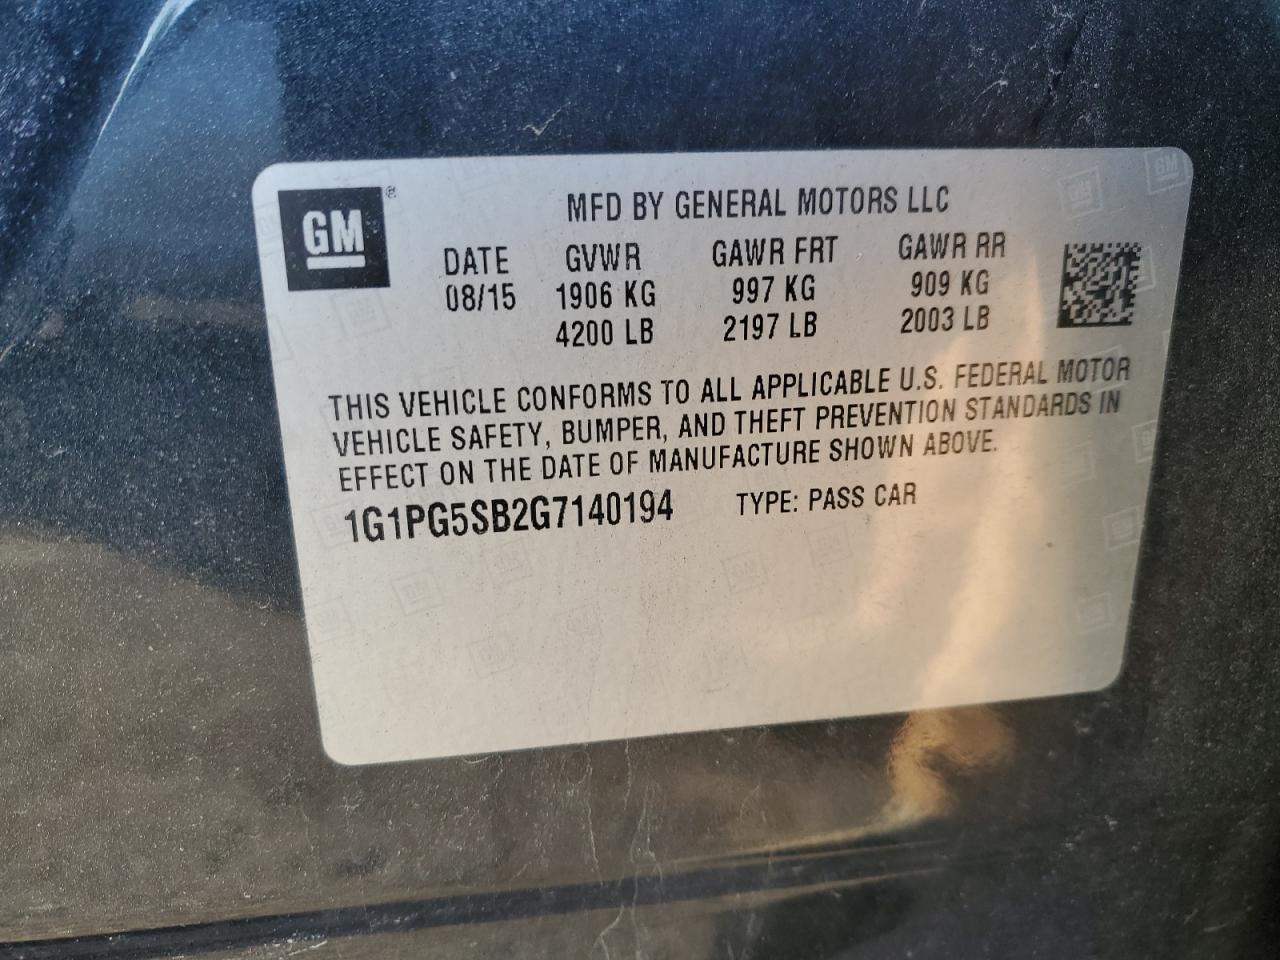 GM®
MFD BY GENERAL MOTORS LLC
DATE GVWR GAWR FRT GAWR RR
08/15 1906 KG 997 KG 909 KG
4200 LB 2197 LB 2003 LB
THIS VEHICLE CONFORMS TO ALL APPLICABLE U.S. FEDERAL MOTOR
VEHICLE SAFETY, BUMPER, AND THEFT PREVENTION STANDARDS IN
EFFECT ON THE DATE OF MANUFACTURE SHOWN ABOVE.
1G1PG5SB2G7140194 TYPE: PASS CAR